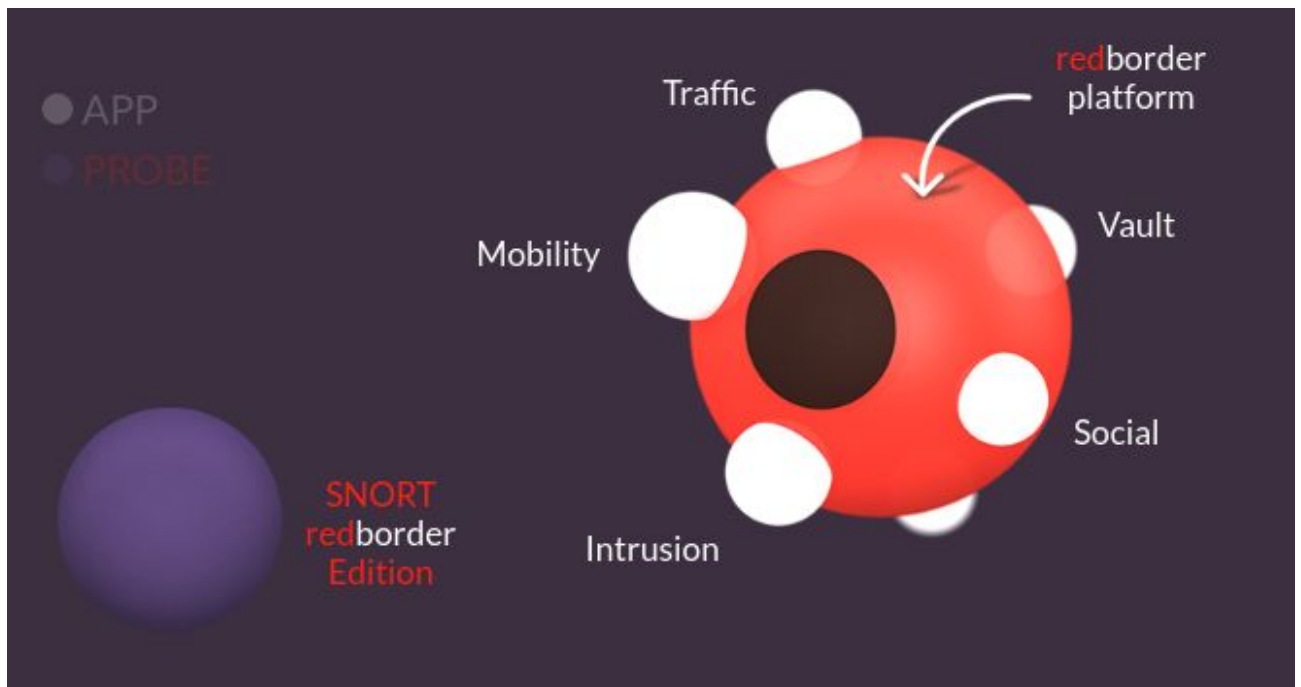 APP
PROBE
Traffic
redborder
platform
Mobility
Vault
Social
SNORT
redborder
Edition
Intrusion